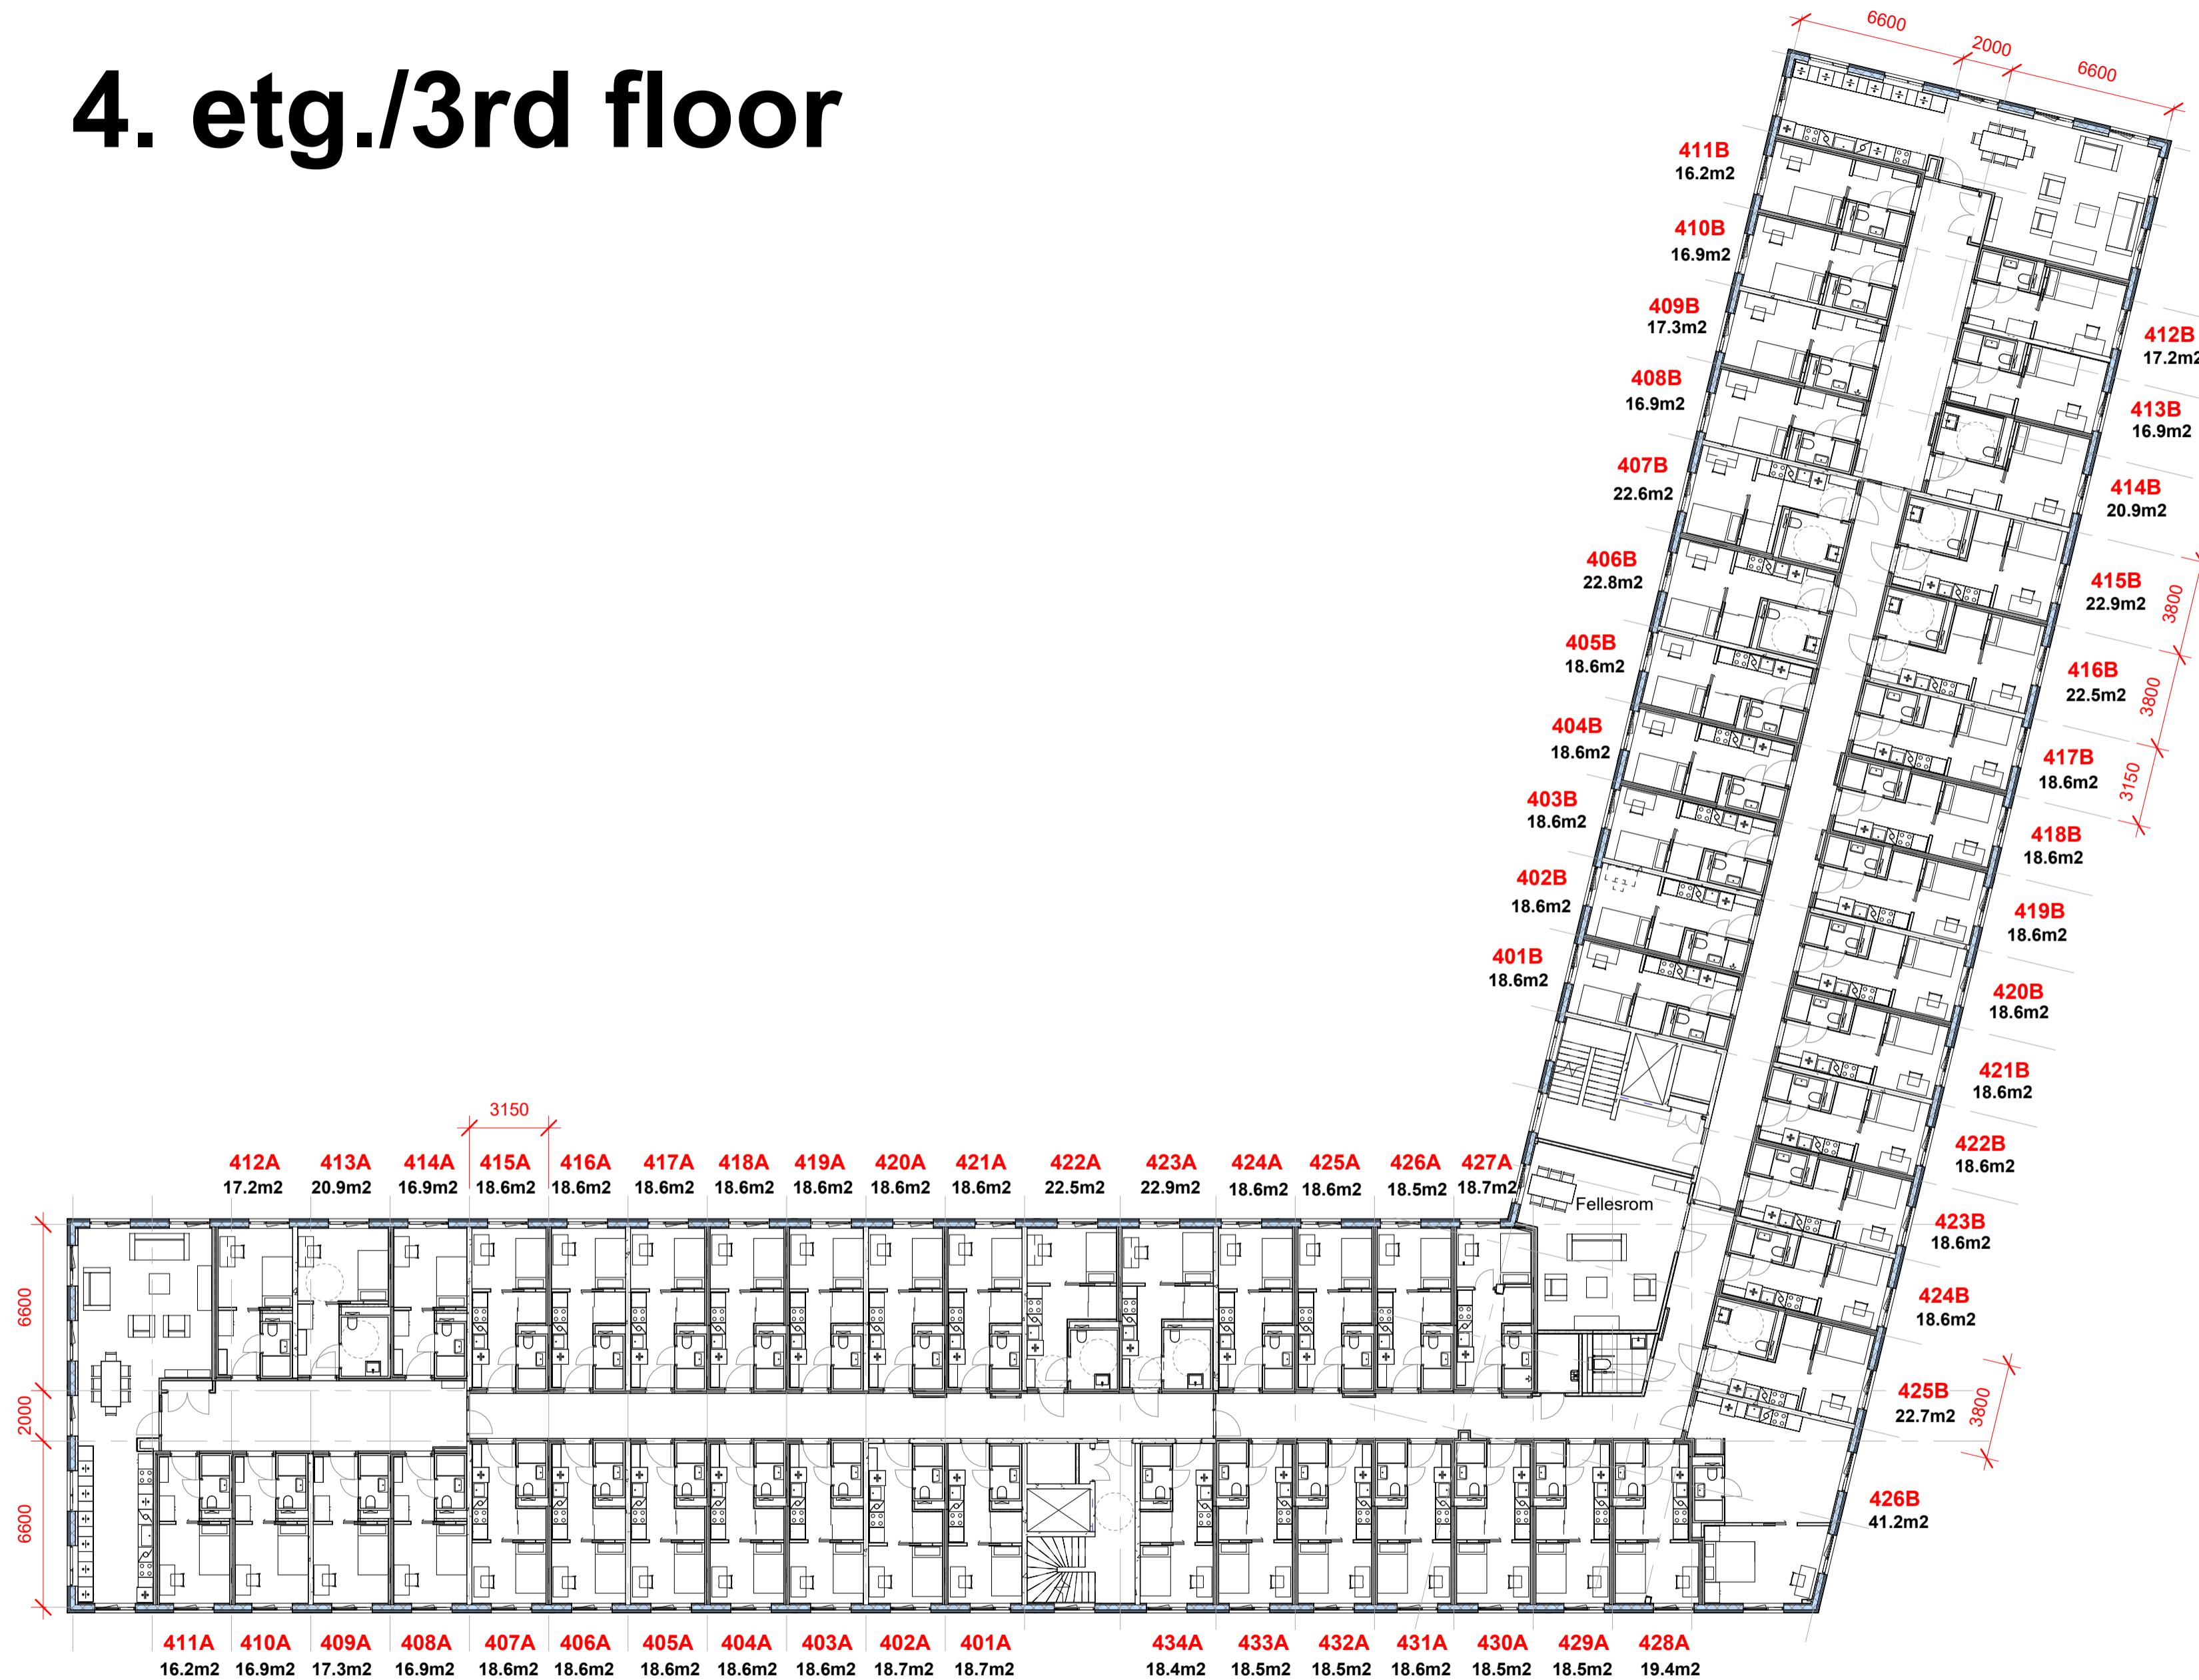 4. etg./3rd floor
6600
2000
6600
411B
16.2m2
410B
16.9m2
409B
17.3m2
408B
16.9m2
407B
22.6m2
406B
22.8m2
405B
18.6m2
404B
18.6m2
403B
18.6m2
402B
18.6m2
401B
18.6m2
412B
17.2m2
413B
16.9m2
414B
20.9m2
415B
22.9m2
3800
416B
22.5m2
3800
417B
18.6m2
3150
418B
18.6m2
419B
18.6m2
420B
18.6m2
421B
18.6m2
422B
18.6m2
423B
18.6m2
424B
18.6m2
425B
22.7m2
3800
426B
41.2m2
Fellesrom
3150
412A 413A 414A 415A 416A 417A 418A 419A 420A 421A 422A 423A 424A 425A 426A 427A
17.2m2 20.9m2 16.9m2 18.6m2 18.6m2 18.6m2 18.6m2 18.6m2 18.6m2 18.6m2 22.5m2 22.9m2 18.6m2 18.6m2 18.5m2 18.7m2
6600
2000
6600
411A 410A 409A 408A 407A 406A 405A 404A 403A 402A 401A 434A 433A 432A 431A 430A 429A 428A
16.2m2 16.9m2 17.3m2 16.9m2 18.6m2 18.6m2 18.6m2 18.6m2 18.6m2 18.7m2 18.7m2 18.4m2 18.5m2 18.5m2 18.6m2 18.5m2 18.5m2 19.4m2